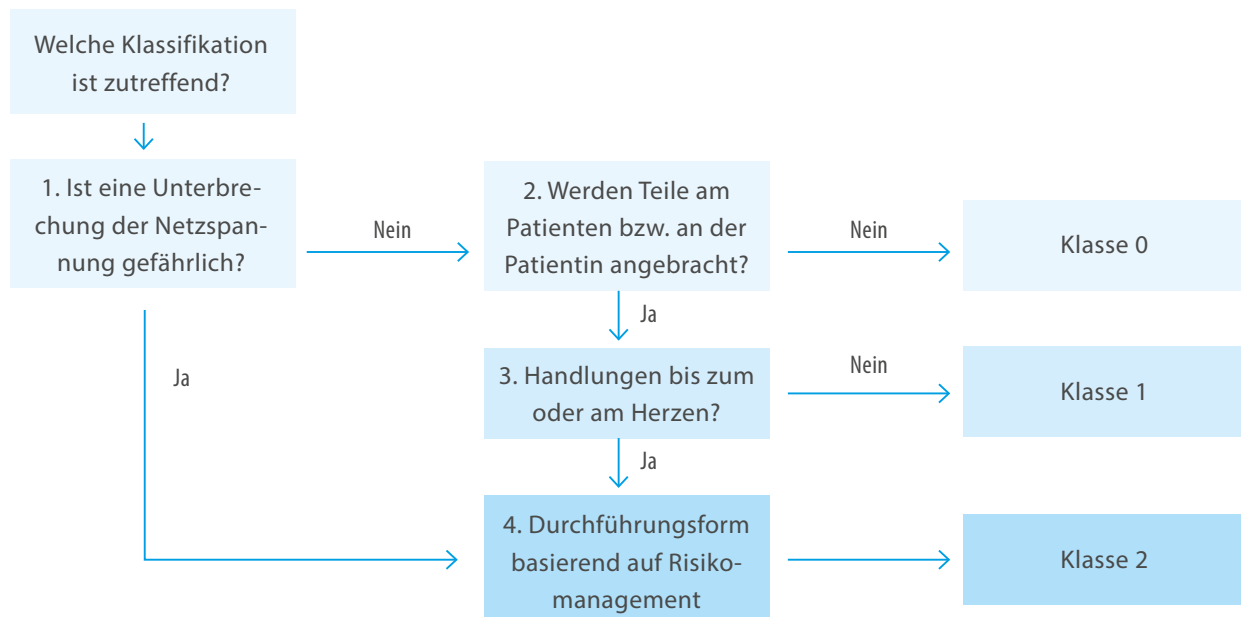 Welche Klassifikation
ist zutreffend?
1. Ist eine Unterbre-
chung der Netzspan-
nung gefährlich?
Nein
2. Werden Teile am
Patienten bzw. an der
Patientin angebracht?
Nein
Klasse 0
Ja
Ja
3. Handlungen bis zum
oder am Herzen?
Nein
Klasse 1
Ja
4. Durchführungsform
basierend auf Risiko-
management
Klasse 2